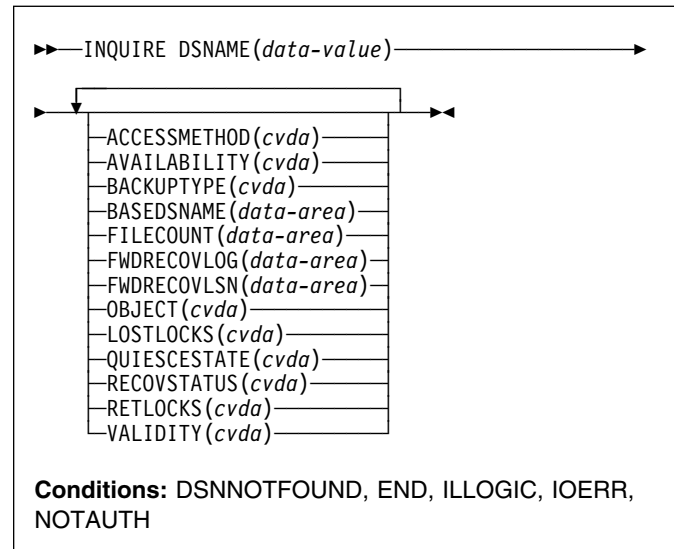 INQUIRE DSNAME(data-value)
ACCESSMETHOD(cvda)
AVAILABILITY(cvda)
BACKUPTYPE(cvda)
BASEDSNAME(data-area)
FILECOUNT(data-area)
FWDRECOVLOG(data-area)
FWDRECOVLSN(data-area)
OBJECT(cvda)
LOSTLOCKS(cvda)
QUIESCESTATE(cvda)
RECOVSTATUS(cvda)
RETLOCKS(cvda)
VALIDITY(cvda)
Conditions: DSNNOTFOUND, END, ILLOGIC, IOERR,
NOTAUTH